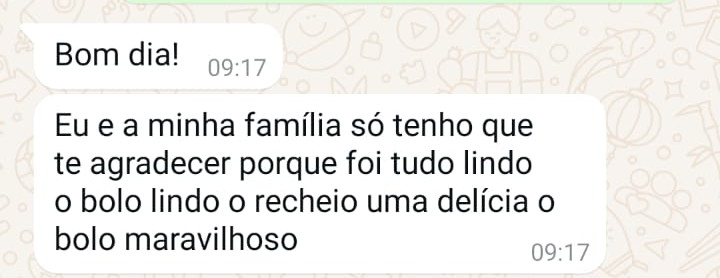 Bom dia!
09:17
Eu e a minha família só tenho que
te agradecer porque foi tudo lindo
o bolo lindo o recheio uma delícia o
bolo maravilhoso
09:17